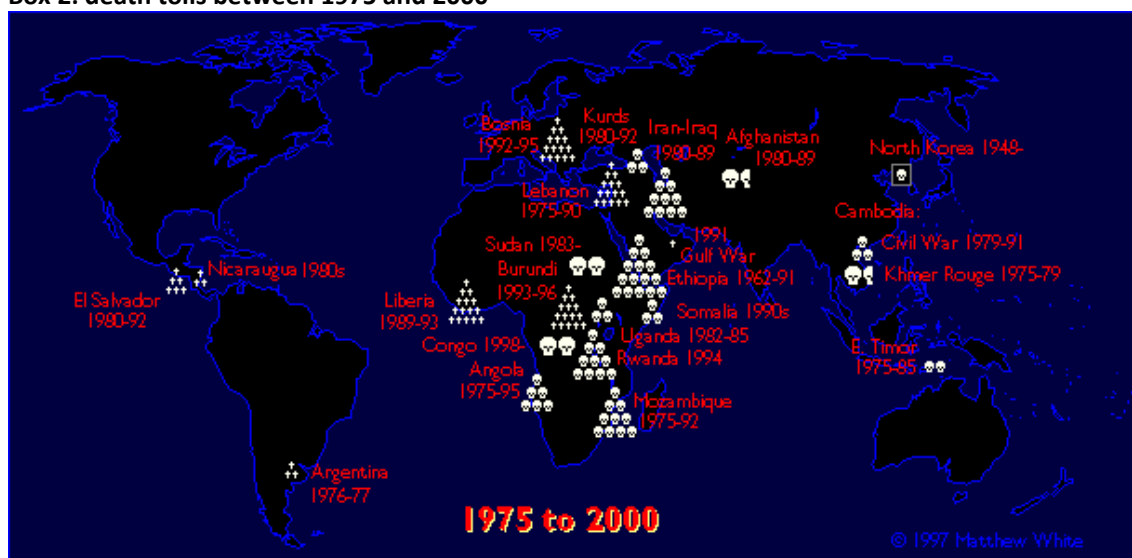 Box 2: death tolls between 1975 and 2000
Bosnia
1992-95
Kurds
1980-92
Iran-Iraq
1980-89
Afghanistan
1980-89
North Korea 1948-
Lebanon
1975-90
Cambodia:
Civil War 1979-91
Khmer Rouge 1975-79
1991
Gulf War
Sudan 1983-
Burundi
1993-96
Ethiopia 1962-91
Nicaraugua 1980s
El Salvador
1980-92
Liberia
1989-93
Somalia 1990s
Uganda 1982-85
Congo 1998-
Rwanda 1994
E. Timor
1975-85
Angola
1975-95
Mozambique
1975-92
Argentina
1976-77
1975 to 2000
© 1997 Matthew White